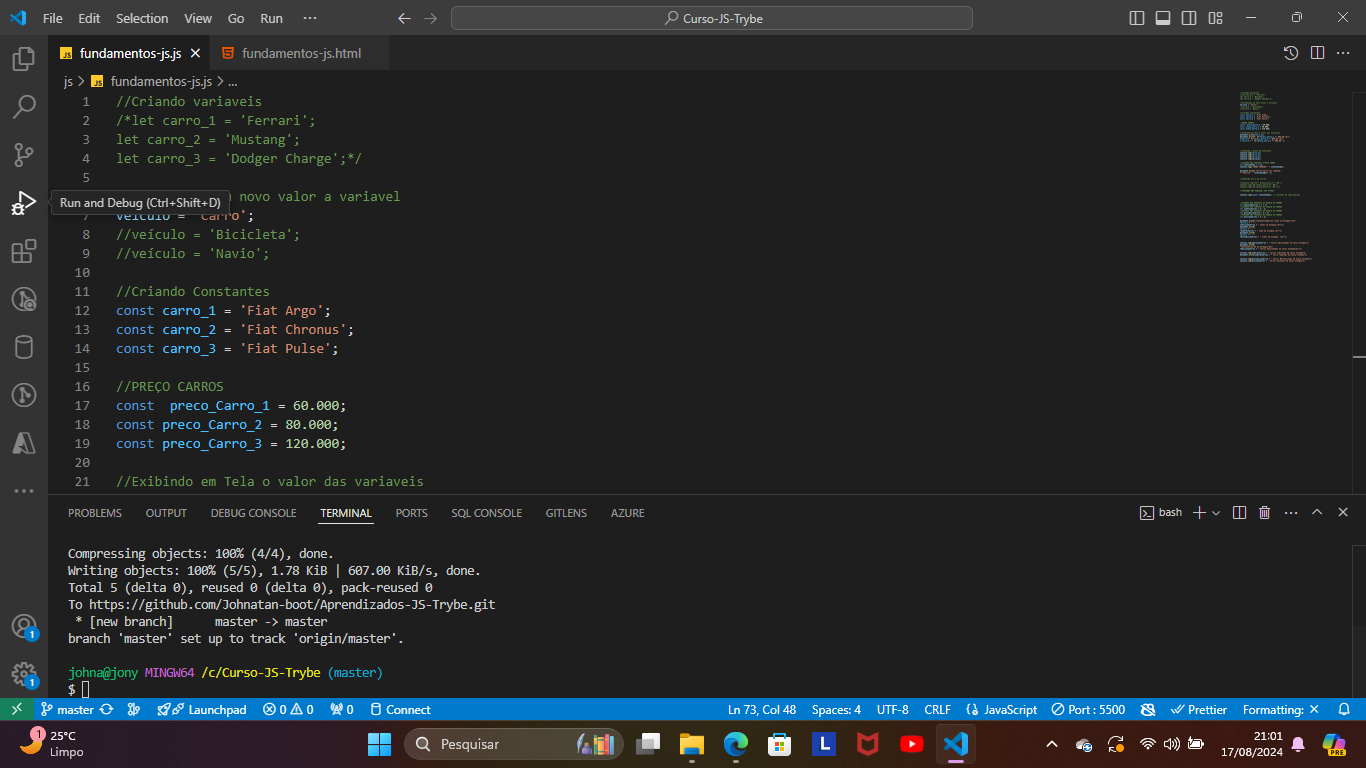 File Edit Selection View Go Run ···
Curso-JS-Trybe
JS fundamentos-js.js
fundamentos-js.html
js > JS fundamentos-js.js > ...
1 //Criando variaveis
2 /*let carro_1 = 'Ferrari';
3 let carro_2 = 'Mustang';
4 let carro_3 = 'Dodger Charge';*/
5
novo valor a variavel
Run and Debug (Ctrl+Shift+D)
7 veículo = 'Carro';
8 //veículo = 'Bicicleta';
9 //veículo = 'Navio';
10
11 //Criando Constantes
12 const carro_1 = 'Fiat Argo';
13 const carro_2 = 'Fiat Chronus';
14 const carro_3 = 'Fiat Pulse';
15
16 //PREÇO CARROS
17 const  preco_Carro_1 = 60.000;
18 const preco_Carro_2 = 80.000;
19 const preco_Carro_3 = 120.000;
20
21 //Exibindo em Tela o valor das variaveis
PROBLEMS OUTPUT DEBUG CONSOLE TERMINAL PORTS SQL CONSOLE GITLENS AZURE
bash
Compressing objects: 100% (4/4), done.
Writing objects: 100% (5/5), 1.78 KiB | 607.00 KiB/s, done.
Total 5 (delta 0), reused 0 (delta 0), pack-reused 0
To https://github.com/Johnatan-boot/Aprendizados-JS-Trybe.git
 * [new branch]      master -> master
branch 'master' set up to track 'origin/master'.
johna@jony MINGW64 /c/Curso-JS-Trybe (master)
$
1
1
master Launchpad 0 0 0 Connect
Ln 73, Col 48 Spaces: 4 UTF-8 CRLF {} JavaScript Port : 5500 Prettier Formatting: ×
1
25°C
Limpo
Pesquisar
L
21:01
17/08/2024
PRE